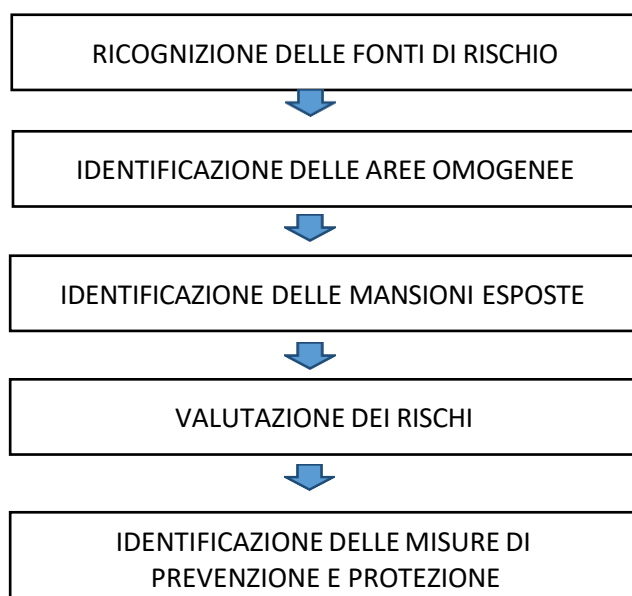 RICOGNIZIONE DELLE FONTI DI RISCHIO
IDENTIFICAZIONE DELLE AREE OMOGENEE
IDENTIFICAZIONE DELLE MANSIONI ESPOSTE
VALUTAZIONE DEI RISCHI
IDENTIFICAZIONE DELLE MISURE DI
PREVENZIONE E PROTEZIONE